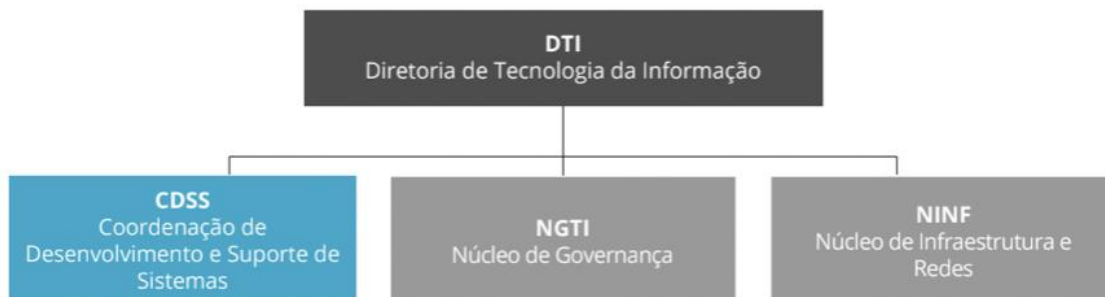 DTI
Diretoria de Tecnologia da Informação
CDSS
Coordenação de
Desenvolvimento e Suporte de
Sistemas
NGTI
Núcleo de Governança
NINF
Núcleo de Infraestrutura e
Redes